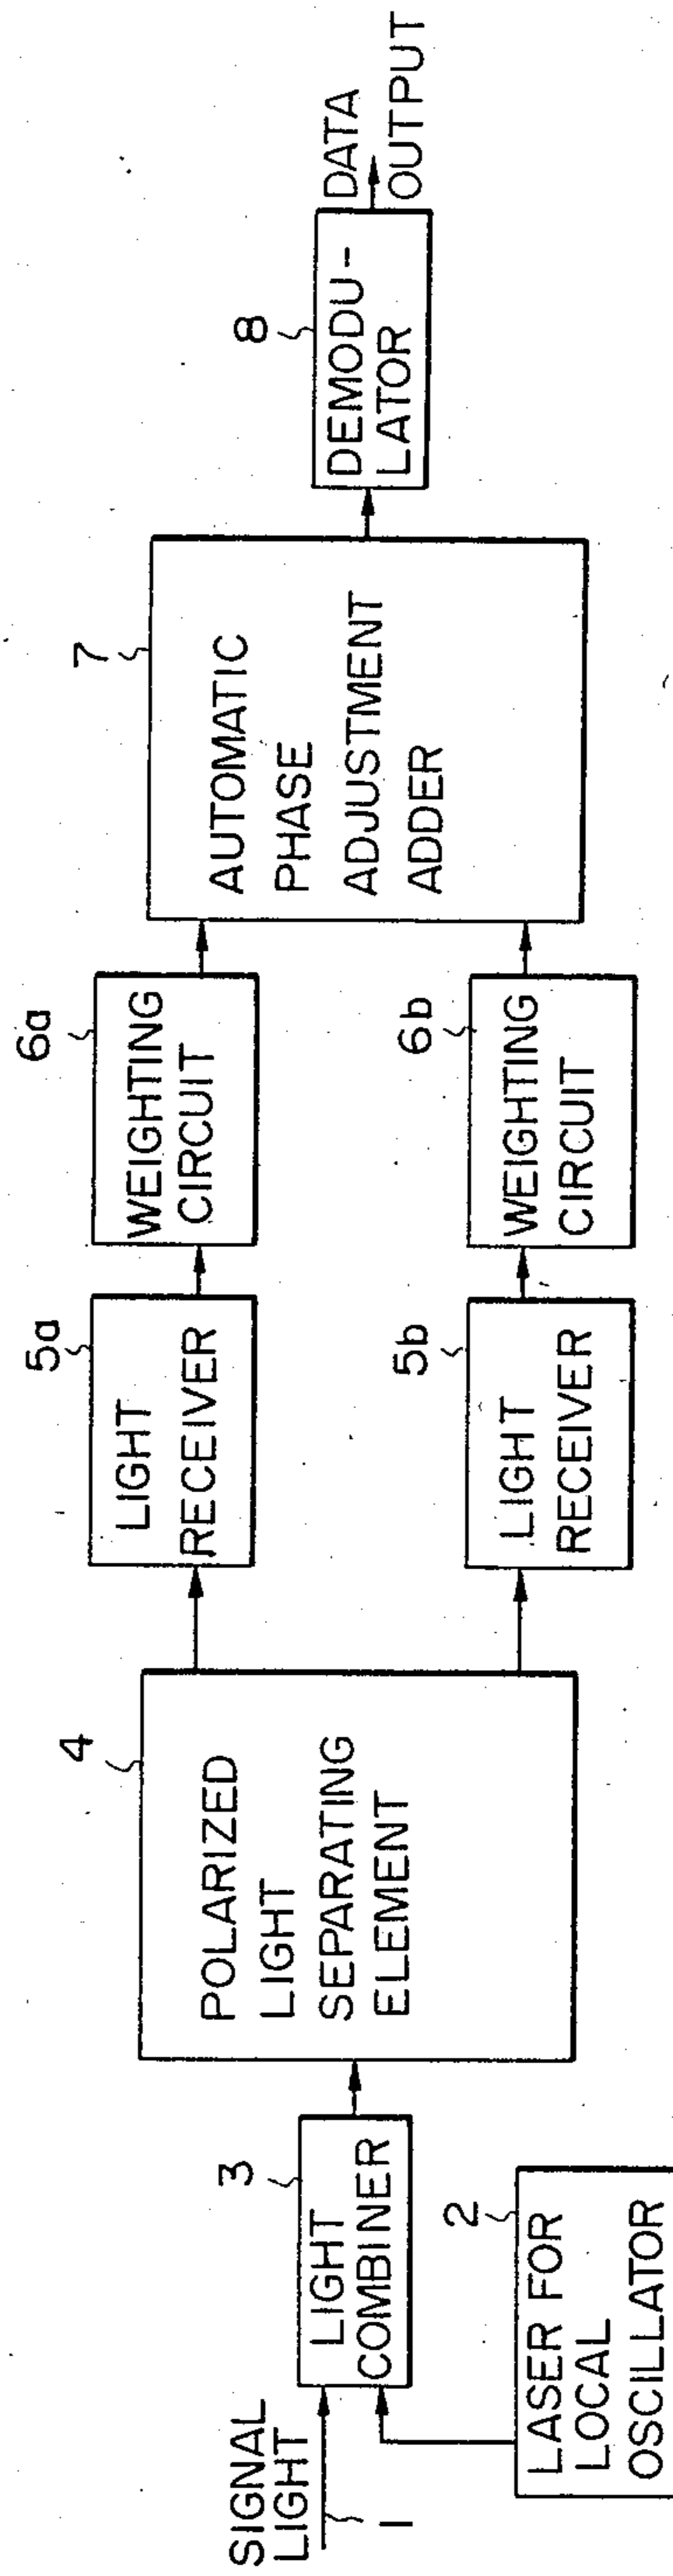 SIGNAL
LIGHT
1
LASER FOR
LOCAL
OSCILLATOR
2
LIGHT
COMBINER
3
POLARIZED
LIGHT
SEPARATING
ELEMENT
4
LIGHT
RECEIVER
5a
LIGHT
RECEIVER
5b
WEIGHTING
CIRCUIT
6a
WEIGHTING
CIRCUIT
6b
AUTOMATIC
PHASE
ADJUSTMENT
ADDER
7
DEMODU-
LATOR
8
DATA
OUTPUT